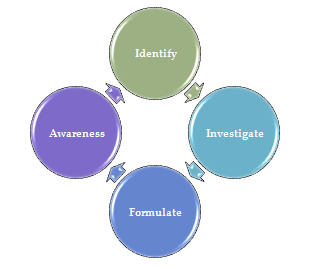 Identify
Awareness
Investigate
Formulate